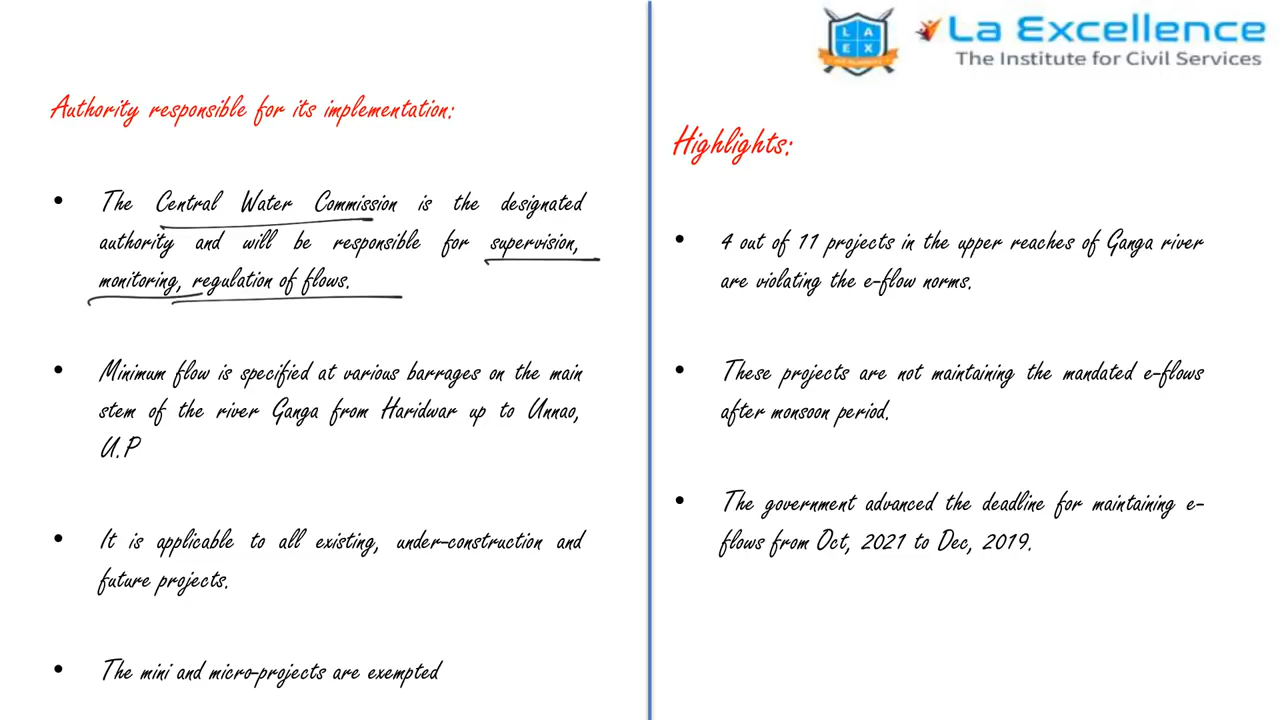 L A
E X
La Excellence
The Institute for Civil Services
Authority responsible for its implementation:
• The Central Water Commission is the designated
authority and will be responsible for supervision,
monitoring, regulation of flows.
• Minimum flow is specified at various barrages on the main
stem of the river Ganga from Haridwar up to Unnao,
U.P
• It is applicable to all existing, under-construction and
future projects.
• The mini and micro-projects are exempted
Highlights:
• 4 out of 11 projects in the upper reaches of Ganga river
are violating the e-flow norms.
• These projects are not maintaining the mandated e-flows
after monsoon period.
• The government advanced the deadline for maintaining e-
flows from Oct, 2021 to Dec, 2019.